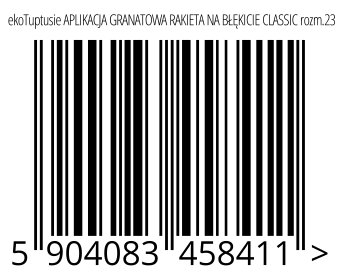 ekoTuptusie APLIKACJA GRANATOWA RAKIETA NA BŁĘKICIE CLASSIC rozm.23
5 904083 458411 >